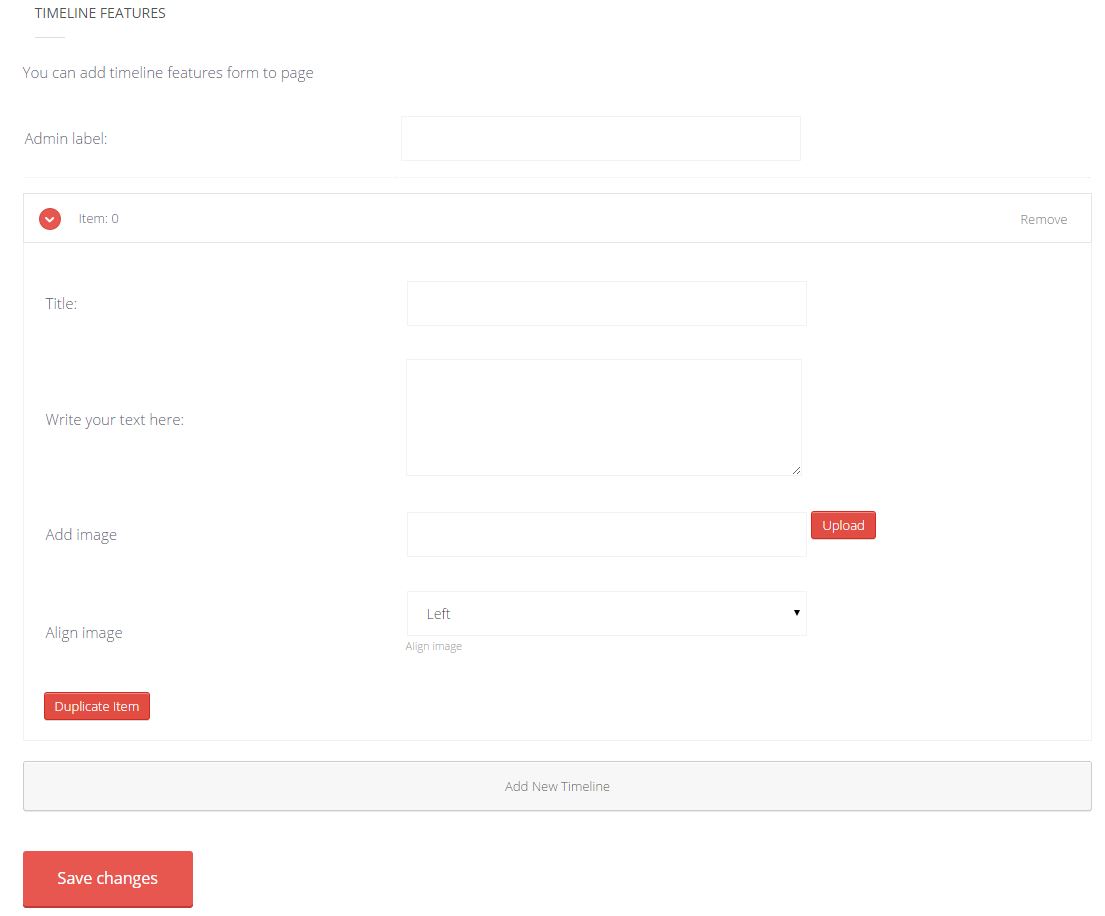 TIMELINE FEATURES
You can add timeline features form to page
Admin label:
Item: 0
Remove
Title:
Write your text here:
Add image
Upload
Align image
Left
Align image
Duplicate Item
Add New Timeline
Save changes